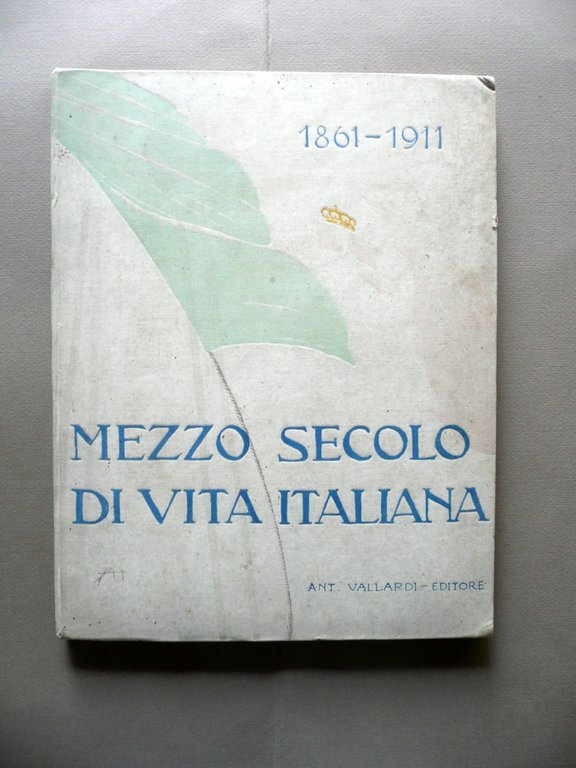 1861-1911
MEZZO SECOLO
DI VITA ITALIANA
ANT. VALLARDI-EDITORE